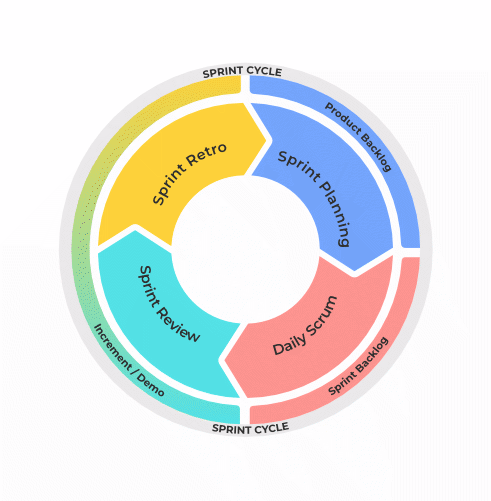 SPRINT CYCLE
Product Backlog
Sprint Retro
Sprint Planning
Sprint Review
Daily Scrum
Increment / Demo
Sprint Backlog
SPRINT CYCLE